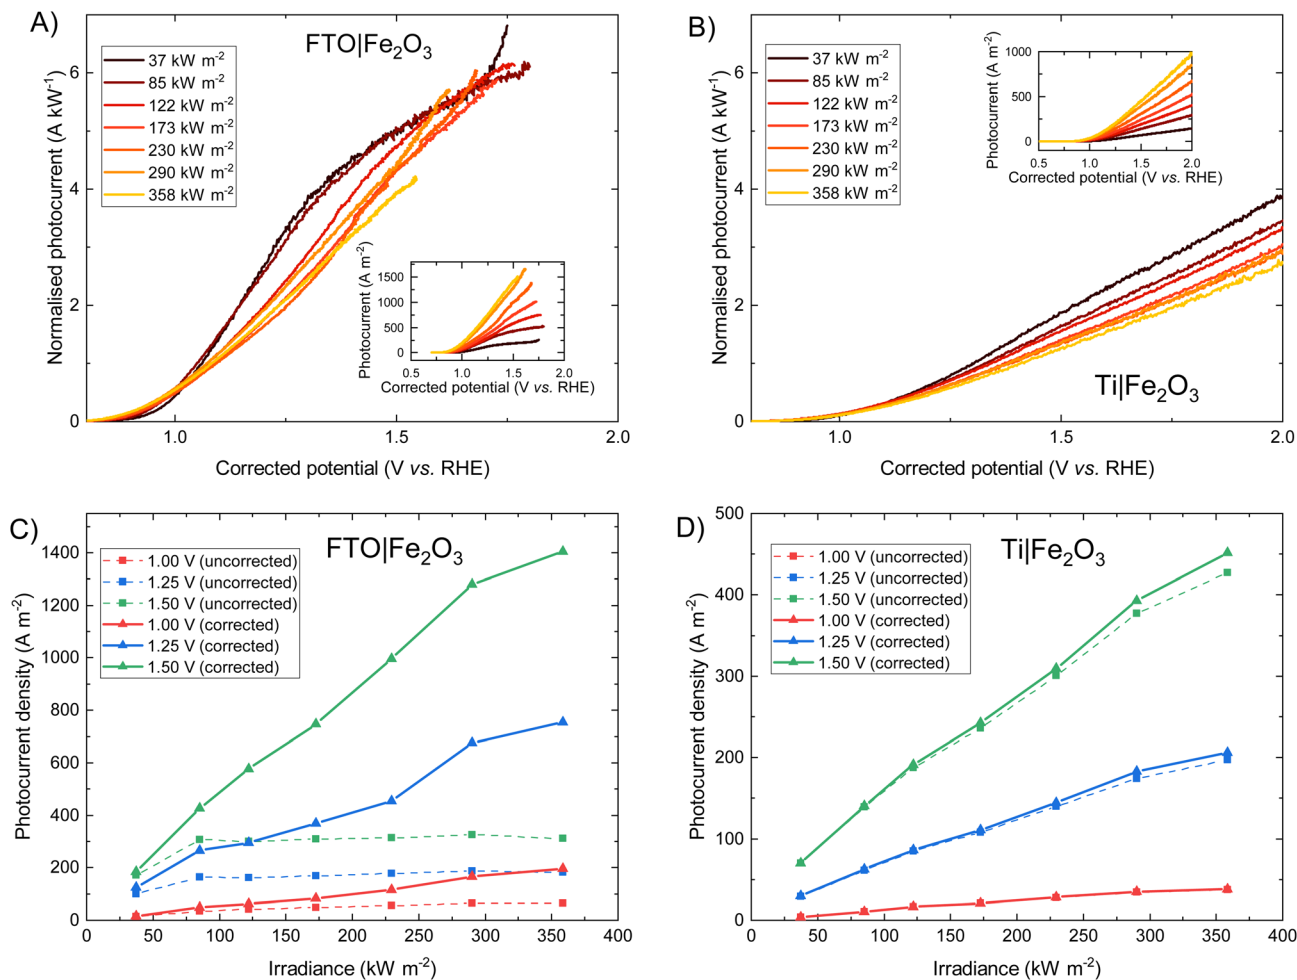 A)
FTO|Fe₂O₃
37 kW m⁻²
85 kW m⁻²
122 kW m⁻²
173 kW m⁻²
230 kW m⁻²
290 kW m⁻²
358 kW m⁻²
Normalised photocurrent (A kW⁻¹)
0
2
4
6
1.0
1.5
2.0
Corrected potential (V vs. RHE)
Photocurrent (A m⁻²)
0
500
1000
1500
0.5
1.0
1.5
2.0
Corrected potential (V vs. RHE)
B)
37 kW m⁻²
85 kW m⁻²
122 kW m⁻²
173 kW m⁻²
230 kW m⁻²
290 kW m⁻²
358 kW m⁻²
Normalised photocurrent (A kW⁻¹)
0
2
4
6
1.0
1.5
2.0
Corrected potential (V vs. RHE)
Ti|Fe₂O₃
Photocurrent (A m⁻²)
0
500
1000
0.5
1.0
1.5
2.0
Corrected potential (V vs. RHE)
C)
FTO|Fe₂O₃
1.00 V (uncorrected)
1.25 V (uncorrected)
1.50 V (uncorrected)
1.00 V (corrected)
1.25 V (corrected)
1.50 V (corrected)
Photocurrent density (A m⁻²)
0
200
400
600
800
1000
1200
1400
0
50
100
150
200
250
300
350
400
Irradiance (kW m⁻²)
D)
Ti|Fe₂O₃
1.00 V (uncorrected)
1.25 V (uncorrected)
1.50 V (uncorrected)
1.00 V (corrected)
1.25 V (corrected)
1.50 V (corrected)
Photocurrent density (A m⁻²)
0
100
200
300
400
500
0
50
100
150
200
250
300
350
400
Irradiance (kW m⁻²)